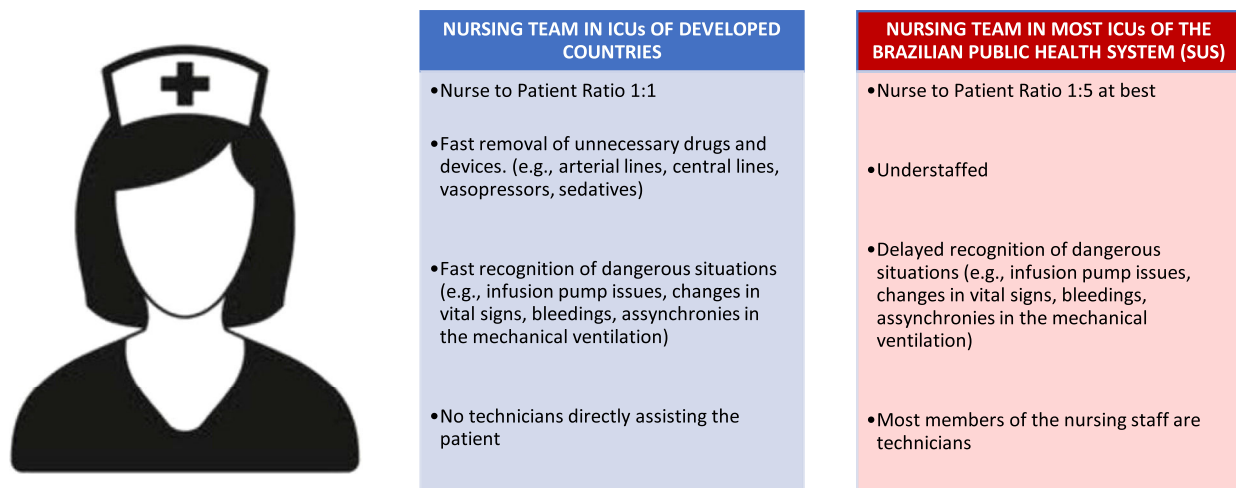 NURSING TEAM IN ICUs OF DEVELOPED
COUNTRIES
•Nurse to Patient Ratio 1:1
•Fast removal of unnecessary drugs and
devices. (e.g., arterial lines, central lines,
vasopressors, sedatives)
•Fast recognition of dangerous situations
(e.g., infusion pump issues, changes in
vital signs, bleedings, assynchronies in
the mechanical ventilation)
•No technicians directly assisting the
patient
NURSING TEAM IN MOST ICUs OF THE
BRAZILIAN PUBLIC HEALTH SYSTEM (SUS)
•Nurse to Patient Ratio 1:5 at best
•Understaffed
•Delayed recognition of dangerous
situations (e.g., infusion pump issues,
changes in vital signs, bleedings,
assynchronies in the mechanical
ventilation)
•Most members of the nursing staff are
technicians